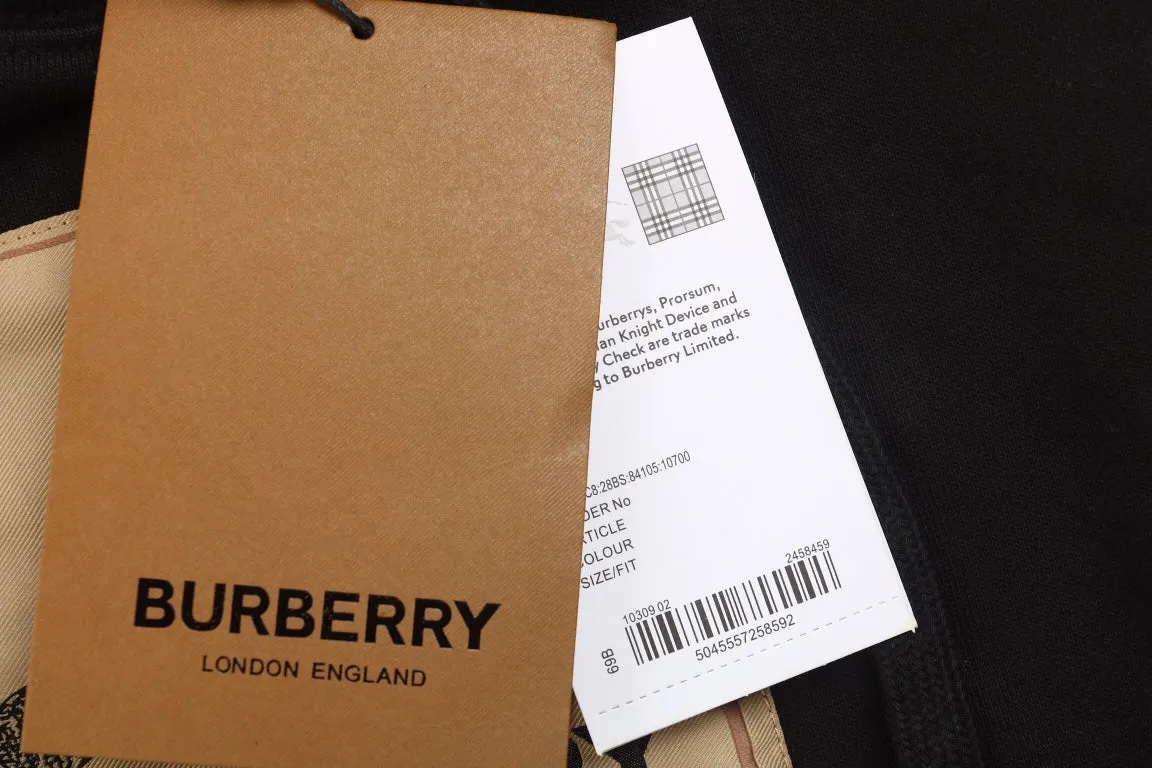 BURBERRY
LONDON ENGLAND
urberrys, Prorsum,
ian Knight Device and
y Check are trade marks
g to Burberry Limited.
C8:28BS:84105:10700
DER No
RTICLE
COLOUR
SIZE/FIT
10309 02
2458459
69B
5045557258592